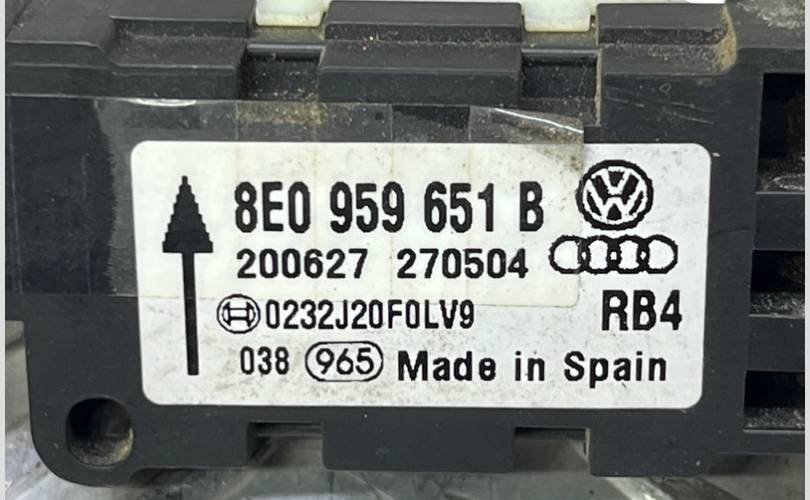 8E0 959 651 B
200627 270504
0232J20F0LV9
RB4
038 965 Made in Spain